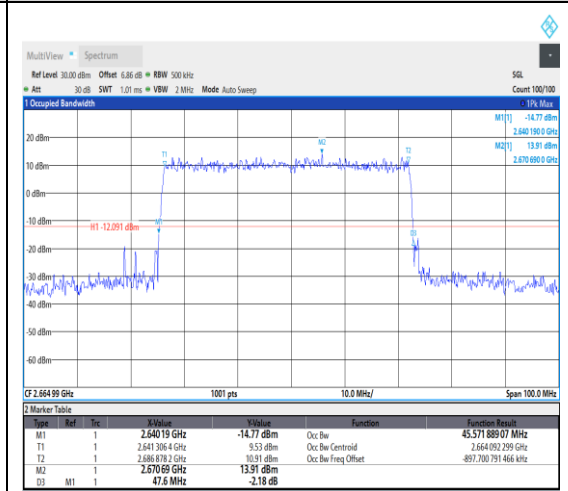 MultiView Spectrum
Ref Level 30.00 dBm Offset 6.86 dB RBW 500 kHz SGL
Att 30 dB SWT 1.01 ms VBW 2 MHz Mode Auto Sweep Count 100/100
1 Occupied Bandwidth 1Pk Max
M1[1] -14.77 dBm
2.640 190 0 GHz
M2[1] 13.91 dBm
2.670 690 0 GHz
20 dBm
10 dBm
0 dBm
-10 dBm
-20 dBm
-30 dBm
-40 dBm
-50 dBm
-60 dBm
T1
M2
T2
H1 -12.091 dBm
M1
D3
CF 2.664 99 GHz 1001 pts 10.0 MHz/ Span 100.0 MHz
2 Marker Table
Type Ref Trc X-Value Y-Value Function Function Result
M1 1 2.640 19 GHz -14.77 dBm Occ Bw 45.571 889 07 MHz
T1 1 2.641 306 4 GHz 9.53 dBm Occ Bw Centroid 2.664 092 299 GHz
T2 1 2.686 878 2 GHz 10.91 dBm Occ Bw Freq Offset -897.700 791 466 kHz
M2 1 2.670 69 GHz 13.91 dBm
D3 M1 1 47.6 MHz -2.18 dB